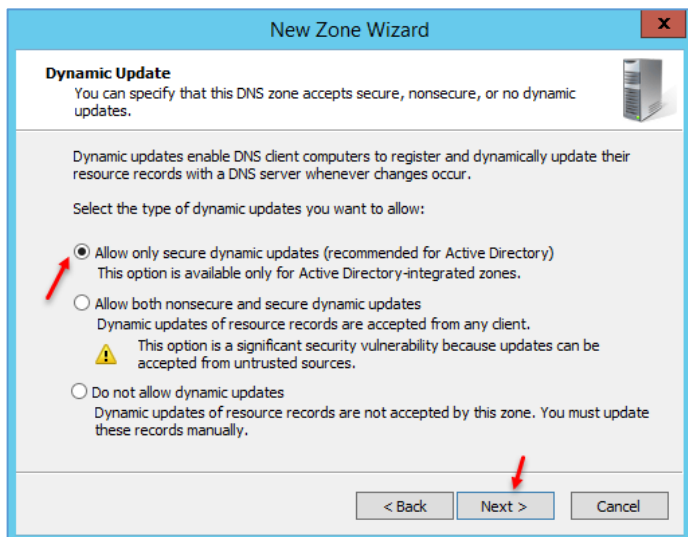 New Zone Wizard
x
Dynamic Update
You can specify that this DNS zone accepts secure, nonsecure, or no dynamic
updates.
Dynamic updates enable DNS client computers to register and dynamically update their
resource records with a DNS server whenever changes occur.
Select the type of dynamic updates you want to allow:
Allow only secure dynamic updates (recommended for Active Directory)
This option is available only for Active Directory-integrated zones.
Allow both nonsecure and secure dynamic updates
Dynamic updates of resource records are accepted from any client.
This option is a significant security vulnerability because updates can be
accepted from untrusted sources.
Do not allow dynamic updates
Dynamic updates of resource records are not accepted by this zone. You must update
these records manually.
< Back Next > Cancel